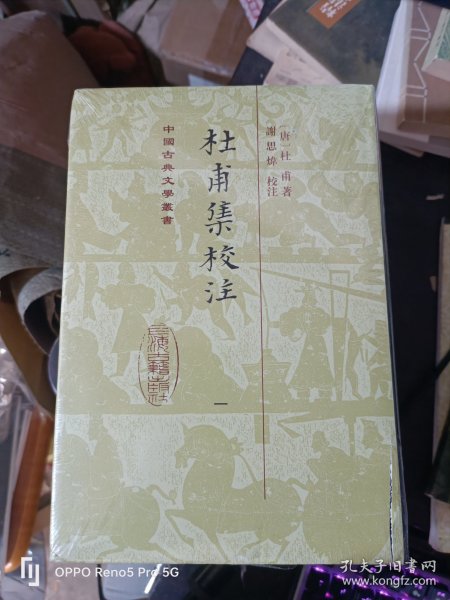 [唐]杜甫著
謝思煒 校注
杜甫集校注
一
中國古典文學叢書
上海古籍出版社
OPPO Reno5 Pro 5G
孔夫子旧书网
www.kongfz.com